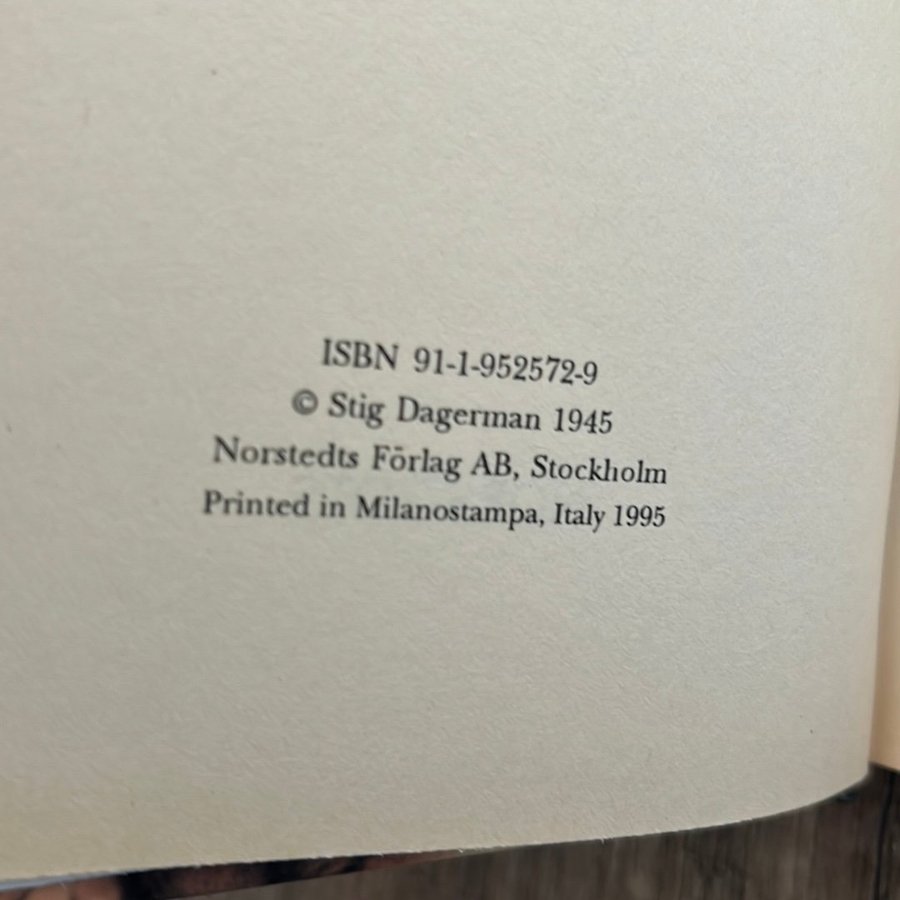 ISBN 91-1-952572-9
© Stig Dagerman 1945
Norstedts Förlag AB, Stockholm
Printed in Milanostampa, Italy 1995